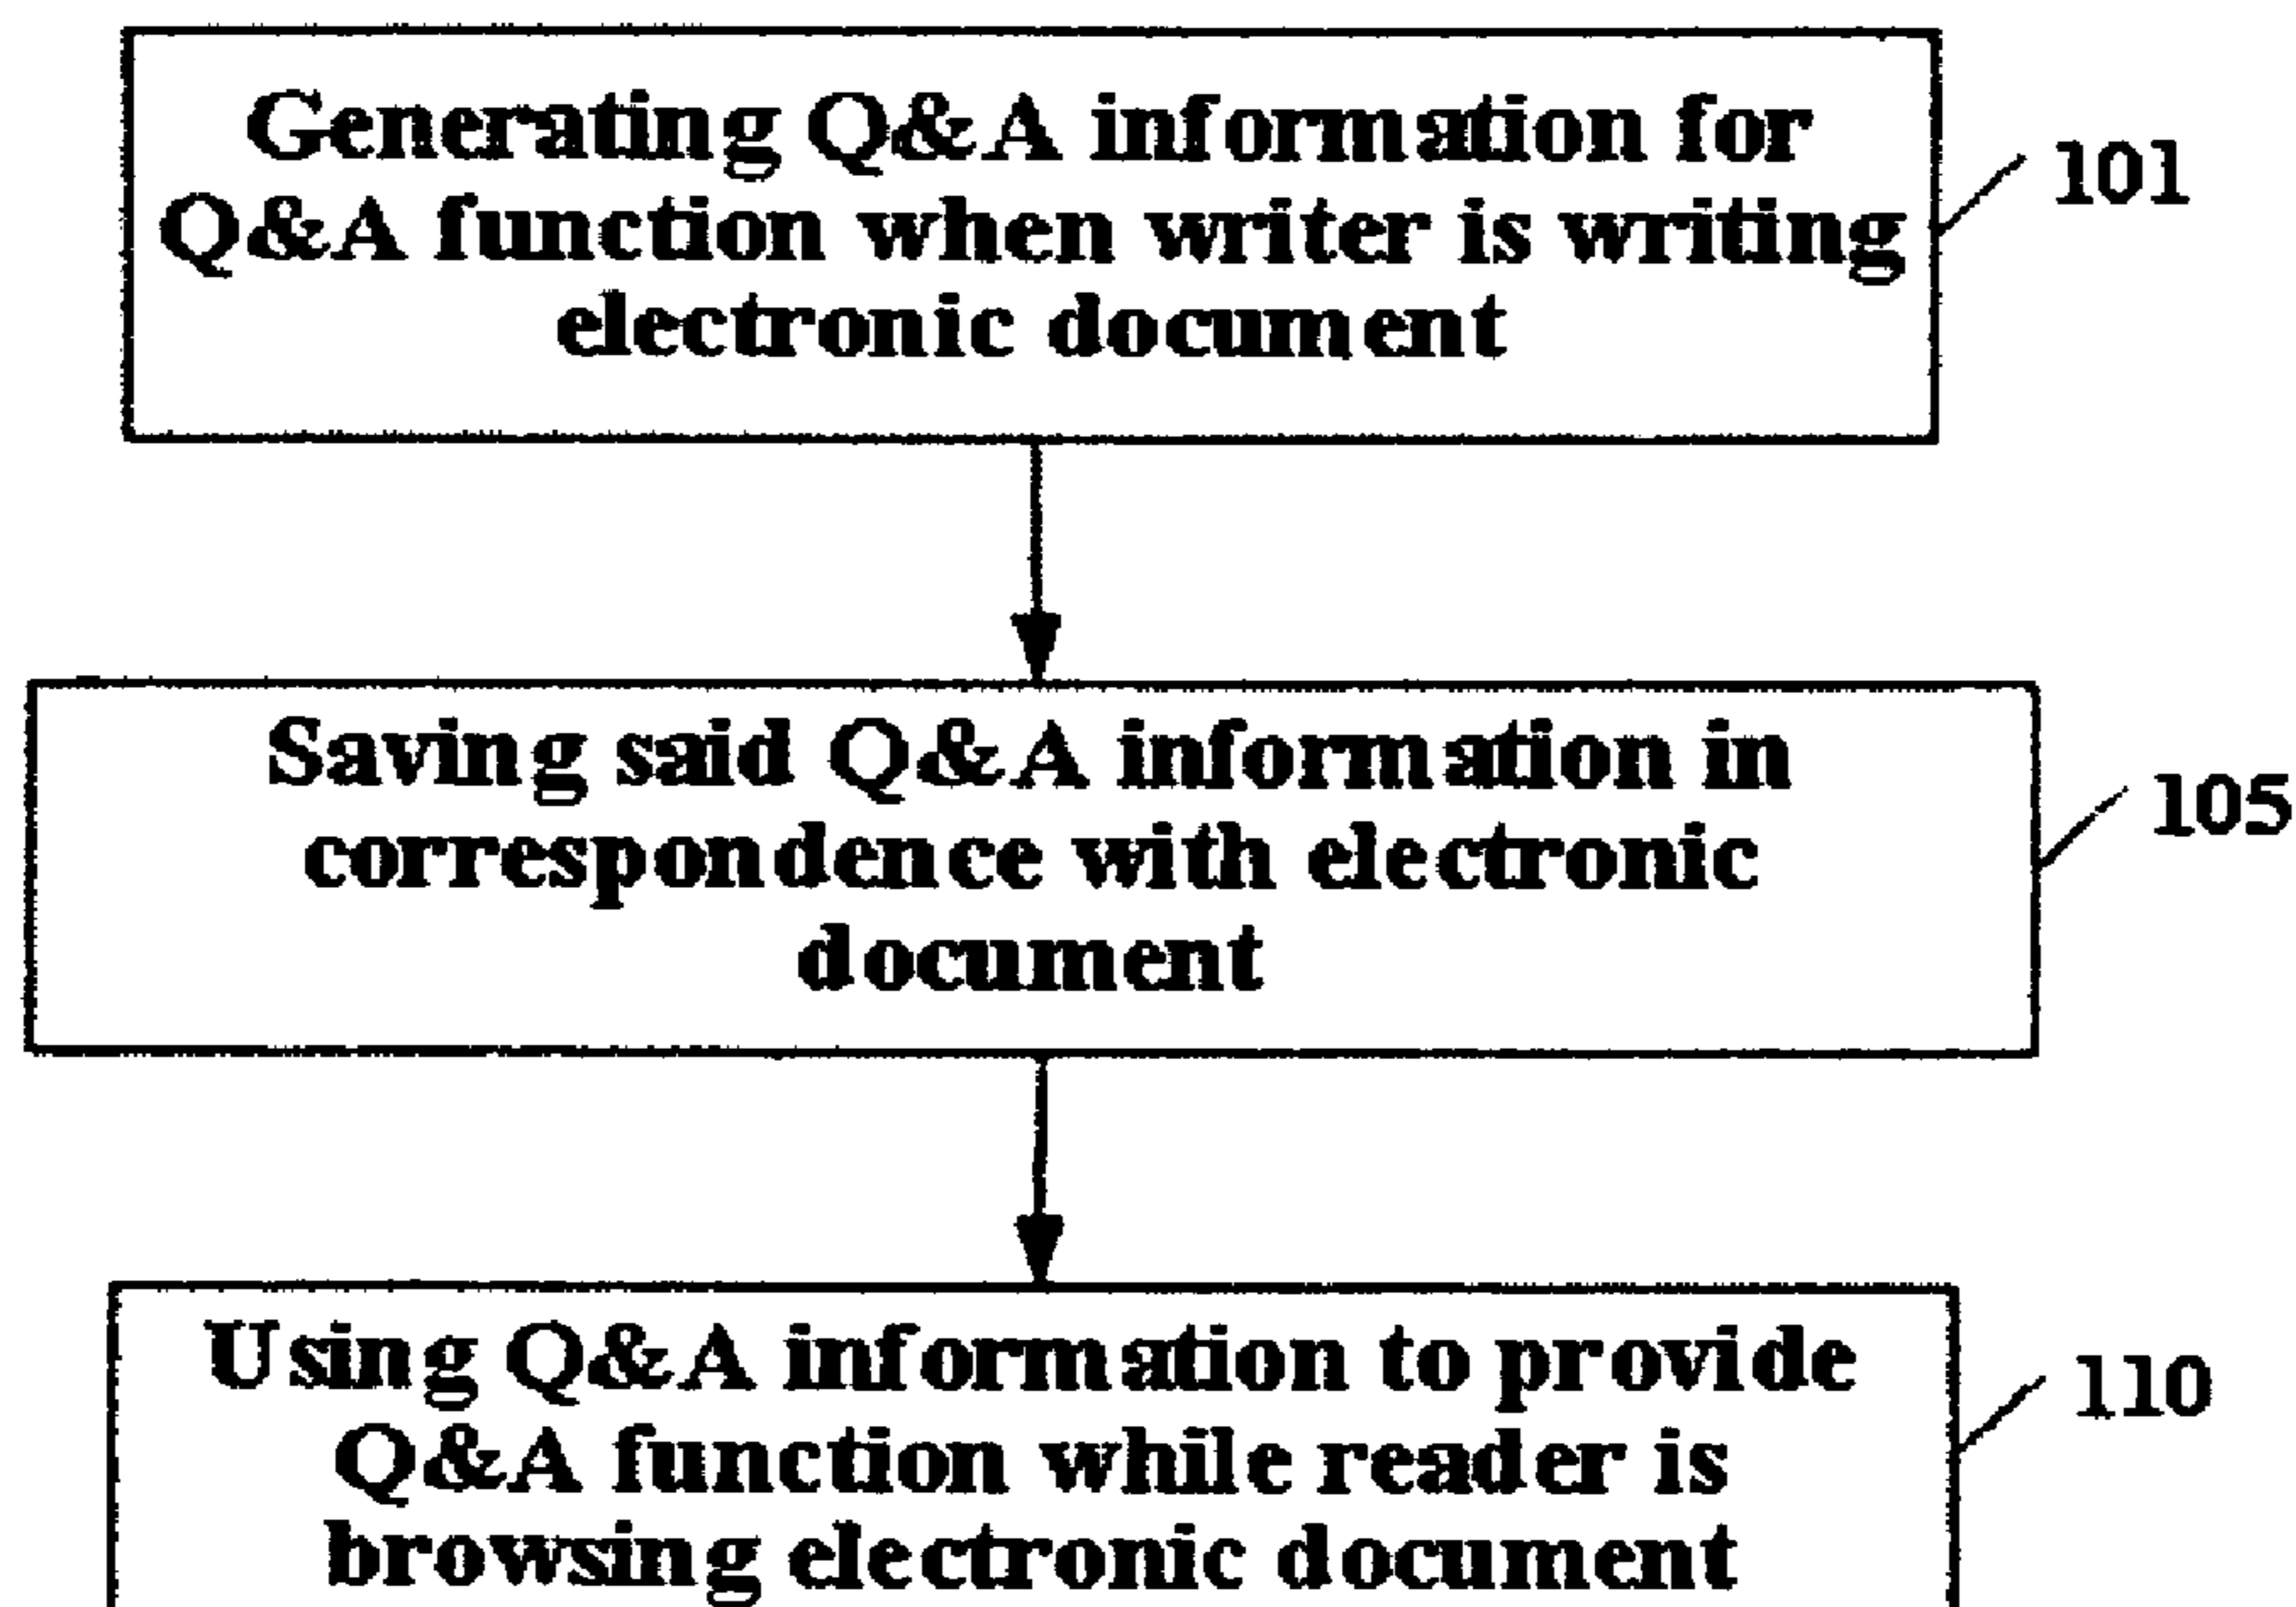 Generating Q&A information for
Q&A function when writer is writing
electronic document
101
Saving said Q&A information in
correspondence with electronic
document
105
Using Q&A information to provide
Q&A function while reader is
browsing electronic document
110